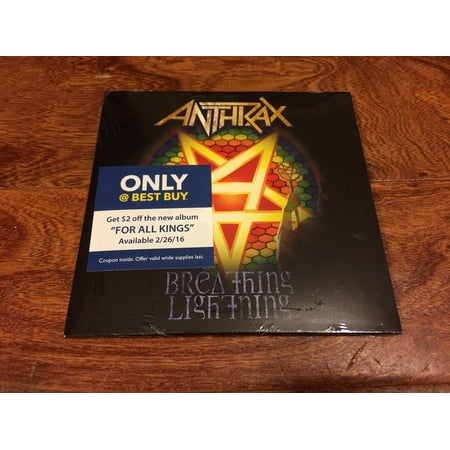 ANTHRAX
ONLY
@ BEST BUY
Get $2 off the new album
"FOR ALL KINGS"
Available 2/26/16
Coupon inside. Offer valid while supplies last.
BREATHING
LIGHTNING